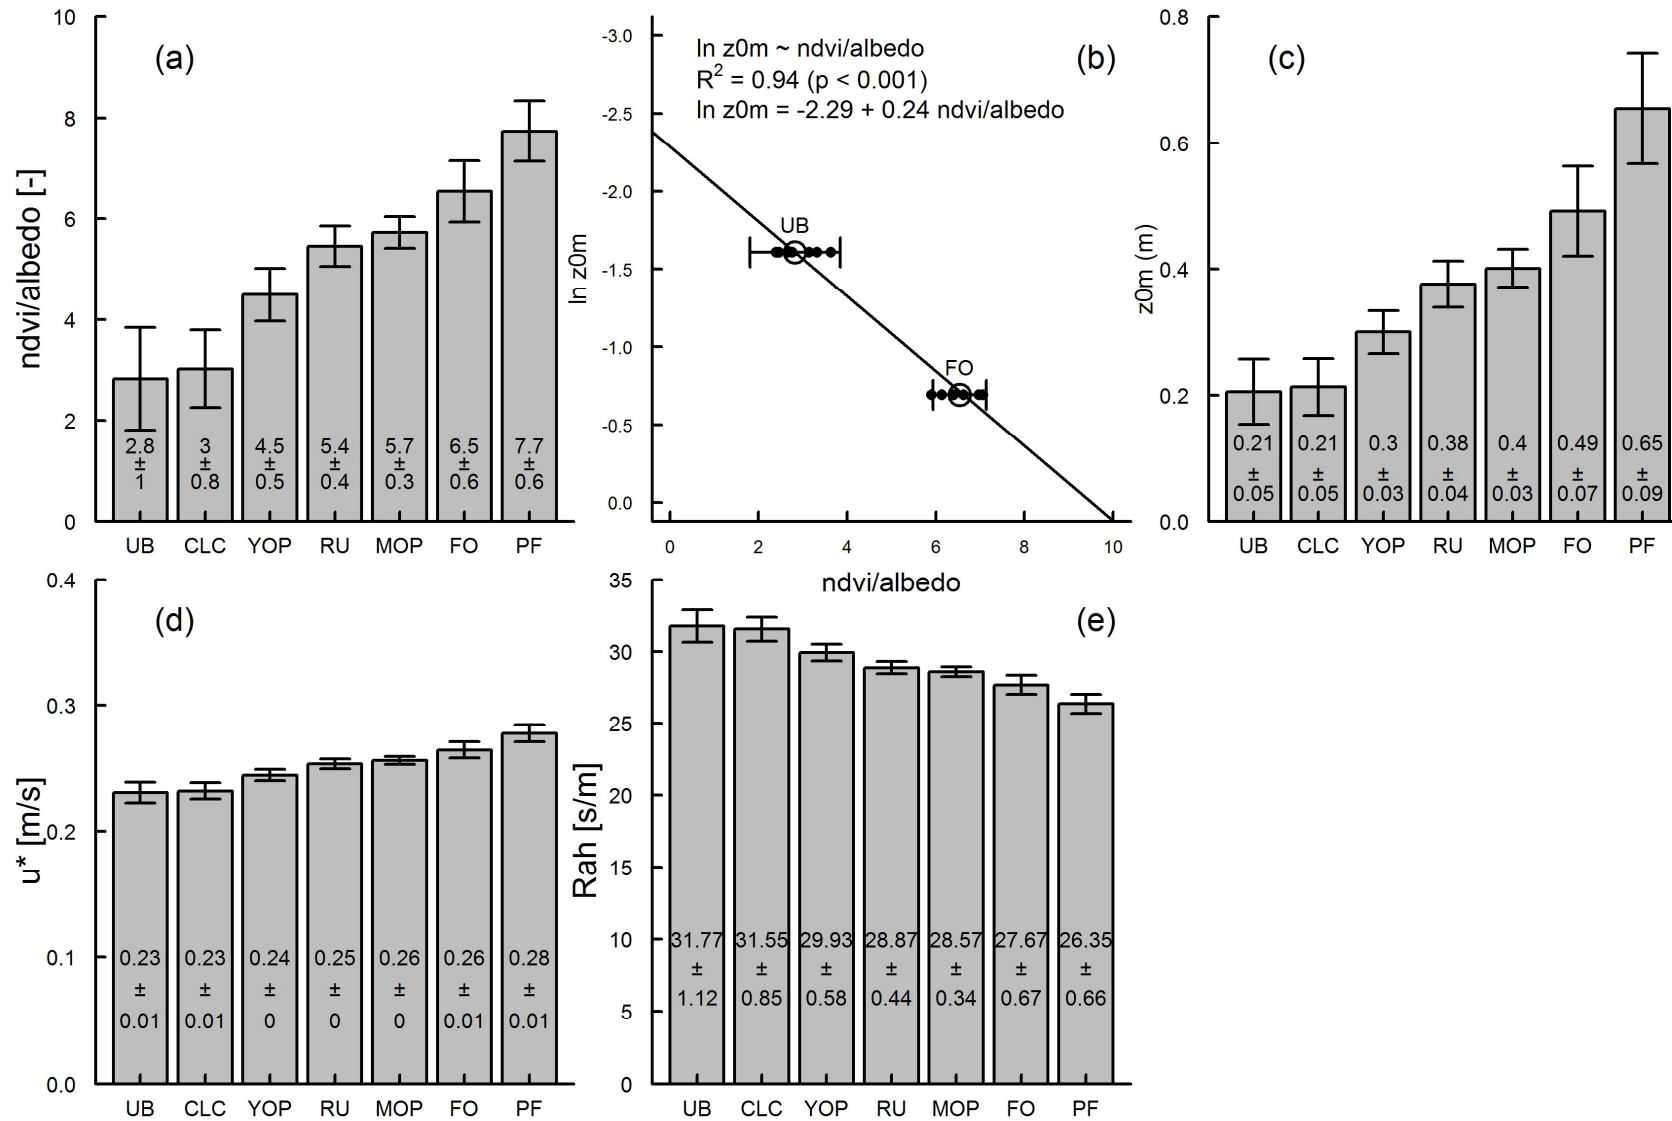 (a)
ndvi/albedo [-]
10
8
6
4
2
0
2.8 3 4.5 5.4 5.7 6.5 7.7
± ± ± ± ± ± ±
1 0.8 0.5 0.4 0.3 0.6 0.6
UB CLC YOP RU MOP FO PF
(b)
ln z0m ~ ndvi/albedo
R² = 0.94 (p < 0.001)
ln z0m = -2.29 + 0.24 ndvi/albedo
ln z0m
-3.0
-2.5
-2.0
-1.5
-1.0
-0.5
0.0
UB
FO
0 2 4 6 8 10
ndvi/albedo
(c)
z0m (m)
0.8
0.6
0.4
0.2
0.0
0.21 0.21 0.3 0.38 0.4 0.49 0.65
± ± ± ± ± ± ±
0.05 0.05 0.03 0.04 0.03 0.07 0.09
UB CLC YOP RU MOP FO PF
(d)
u* [m/s]
0.4
0.3
0.2
0.1
0.0
0.23 0.23 0.24 0.25 0.26 0.26 0.28
± ± ± ± ± ± ±
0.01 0.01 0 0 0 0.01 0.01
UB CLC YOP RU MOP FO PF
(e)
Rah [s/m]
35
30
25
20
15
10
5
0
31.77 31.55 29.93 28.87 28.57 27.67 26.35
± ± ± ± ± ± ±
1.12 0.85 0.58 0.44 0.34 0.67 0.66
UB CLC YOP RU MOP FO PF